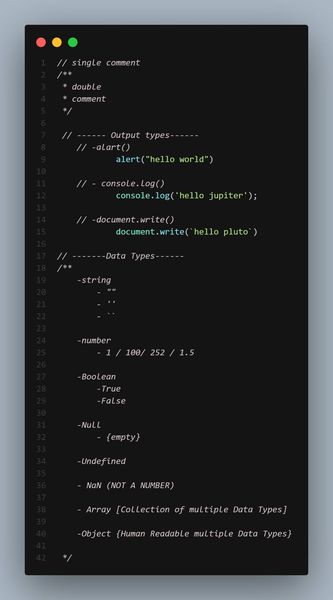 1 // single comment
2 /**
3 * double
4 * comment
5 */
6
7 // ------ Output types------
8 // -alart()
9 alert("hello world")
10
11 // - console.log()
12 console.log('hello jupiter');
13
14 // -document.write()
15 document.write(`hello pluto`)
16
17 // -------Data Types------
18 /**
19 -string
20 - ""
21 - ''
22 - ``
23
24 -number
25 - 1 / 100/ 252 / 1.5
26
27 -Boolean
28 -True
29 -False
30
31 -Null
32 - {empty}
33
34 -Undefined
35
36 - NaN (NOT A NUMBER)
37
38 - Array [Collection of multiple Data Types]
39
40 -Object {Human Readable multiple Data Types}
41
42 */